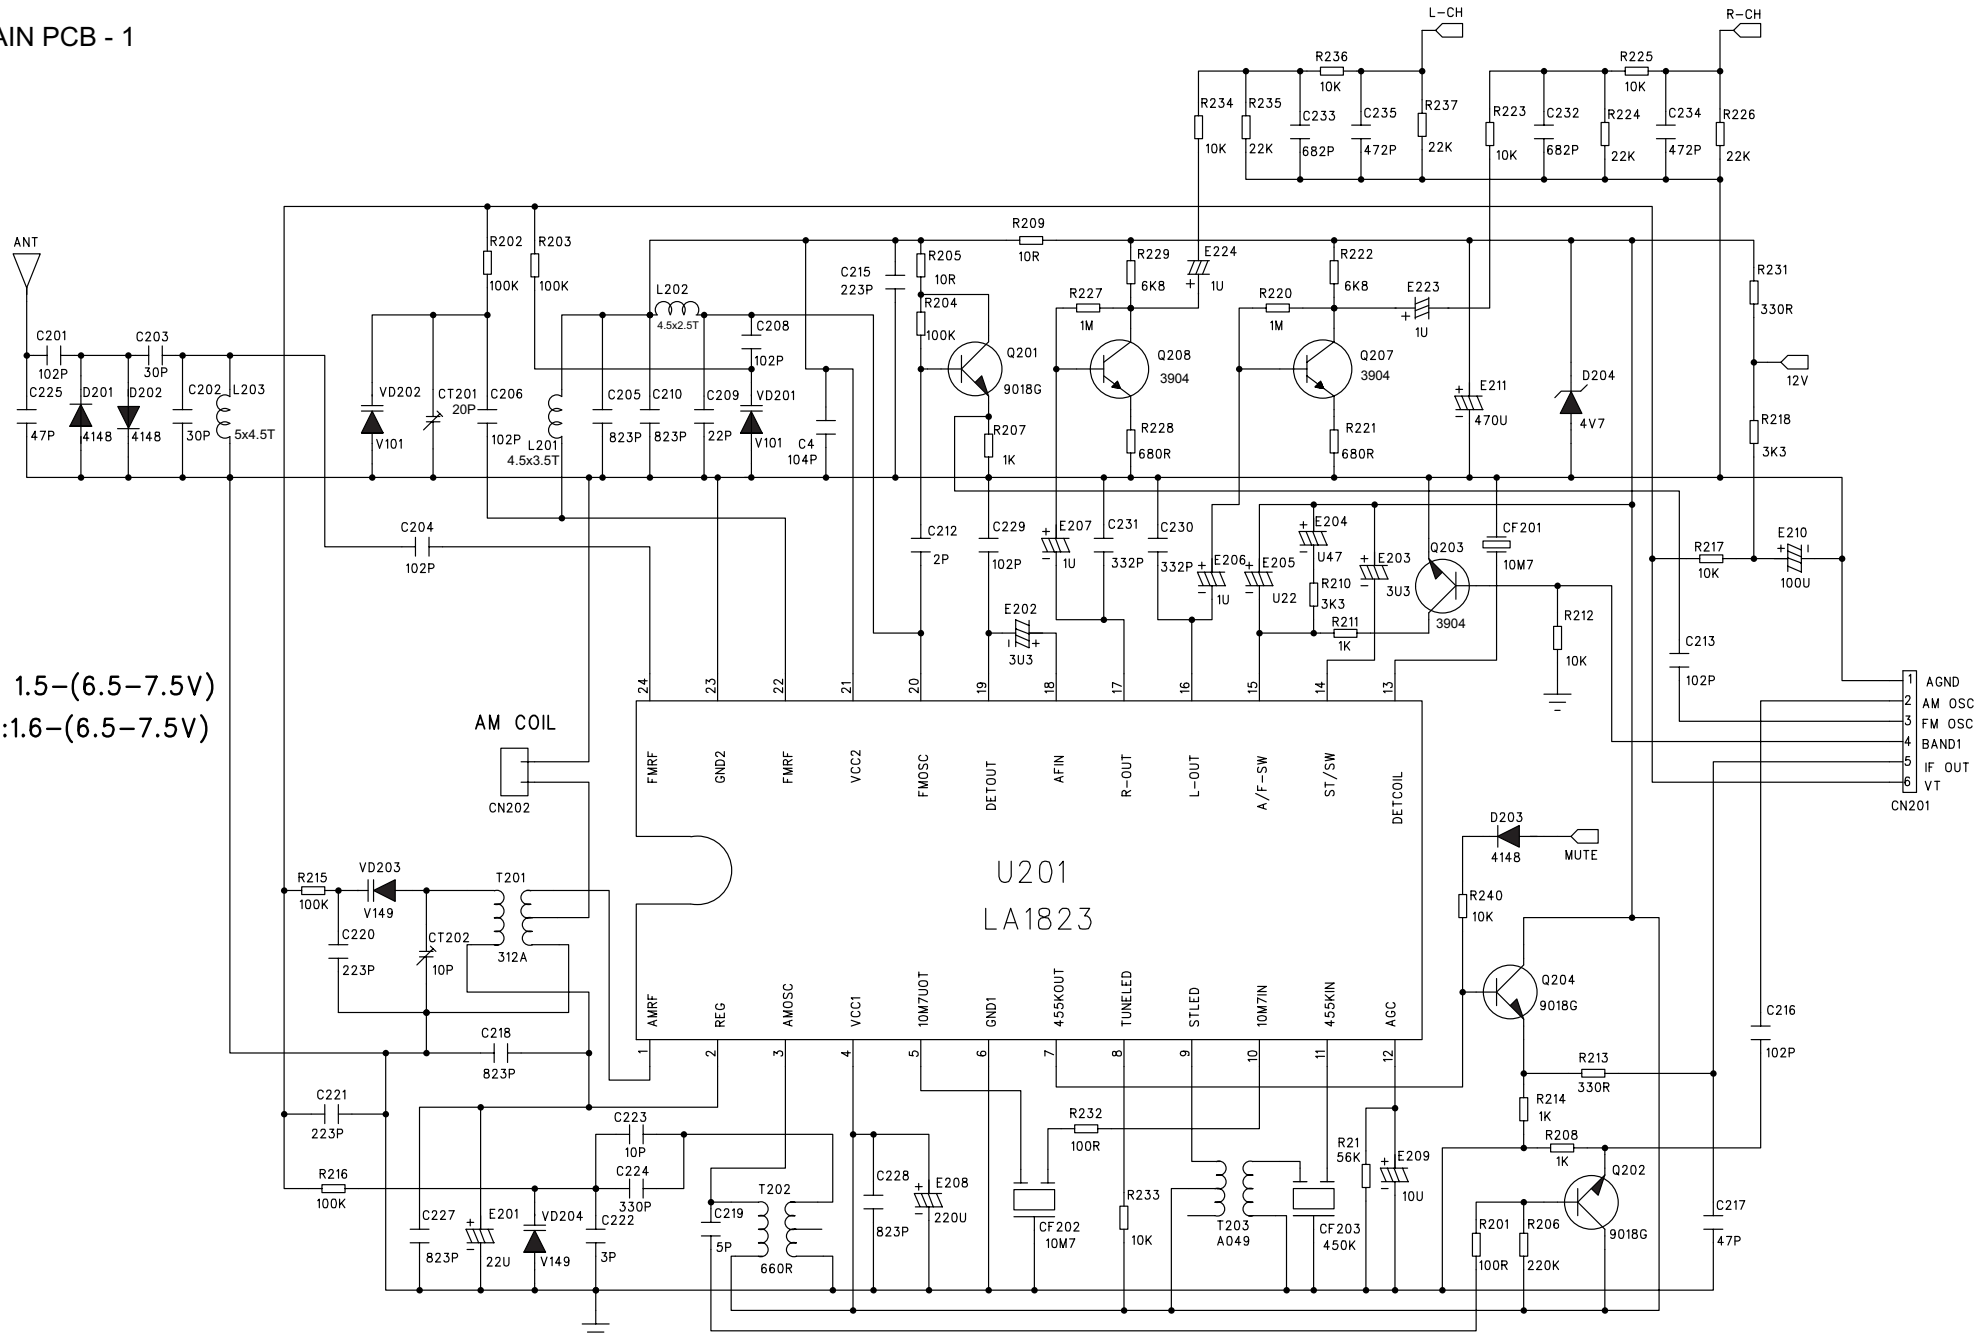 AIN PCB - 1
L-CH
R-CH
R236
10K
R225
10K
R234
10K
R235
22K
C233
682P
C235
472P
R237
22K
R223
10K
C232
682P
R224
22K
C234
472P
R226
22K
ANT
R202
100K
R203
100K
L202
4.5x2.5T
C215
223P
R205
10R
R204
100K
R209
10R
R229
6K8
E224
1U
R222
6K8
R227
1M
R220
1M
E223
1U
R231
330R
C201
102P
C203
30P
C225
47P
D201
4148
D202
4148
C202
30P
L203
5x4.5T
VD202
V101
CT201
20P
C206
102P
L201
4.5x3.5T
C205
823P
C210
823P
C209
22P
C208
102P
VD201
V101
C4
104P
Q201
9018G
R207
1K
Q208
3904
R228
680R
Q207
3904
R221
680R
E211
470U
D204
4V7
12V
R218
3K3
C204
102P
C212
2P
C229
102P
E207
1U
C231
332P
C230
332P
E206
1U
E205
U22
E204
U47
R210
3K3
E203
3U3
Q203
3904
CF201
10M7
R217
10K
E210
100U
R211
1K
R212
10K
E202
3U3
C213
102P
1.5-(6.5-7.5V)
:1.6-(6.5-7.5V)
AM COIL
CN202
24
23
22
21
20
19
18
17
16
15
14
13
FMRF
GND2
FMRF
VCC2
FMOSC
DETOUT
AFIN
R-OUT
L-OUT
A/F-SW
ST/SW
DETCOIL
1 AGND
2 AM OSC
3 FM OSC
4 BAND1
5 IF OUT
6 VT
CN201
D203
4148
MUTE
U201
LA1823
R215
100K
VD203
V149
T201
312A
C220
223P
CT202
10P
R240
10K
Q204
9018G
AMRF
REG
AMOSC
VCC1
10M7UOT
GND1
455KOUT
TUNELED
STLED
10M7IN
455KIN
AGC
1
2
3
4
5
6
7
8
9
10
11
12
C216
102P
C218
823P
R213
330R
C221
223P
R214
1K
C223
10P
R232
100R
R208
1K
R21
56K
E209
10U
R216
100K
C224
330P
T202
660R
C228
823P
E208
220U
Q202
9018G
C227
823P
E201
22U
VD204
V149
C222
3P
C219
5P
CF202
10M7
R233
10K
T203
A049
CF203
450K
R201
100R
R206
220K
C217
47P